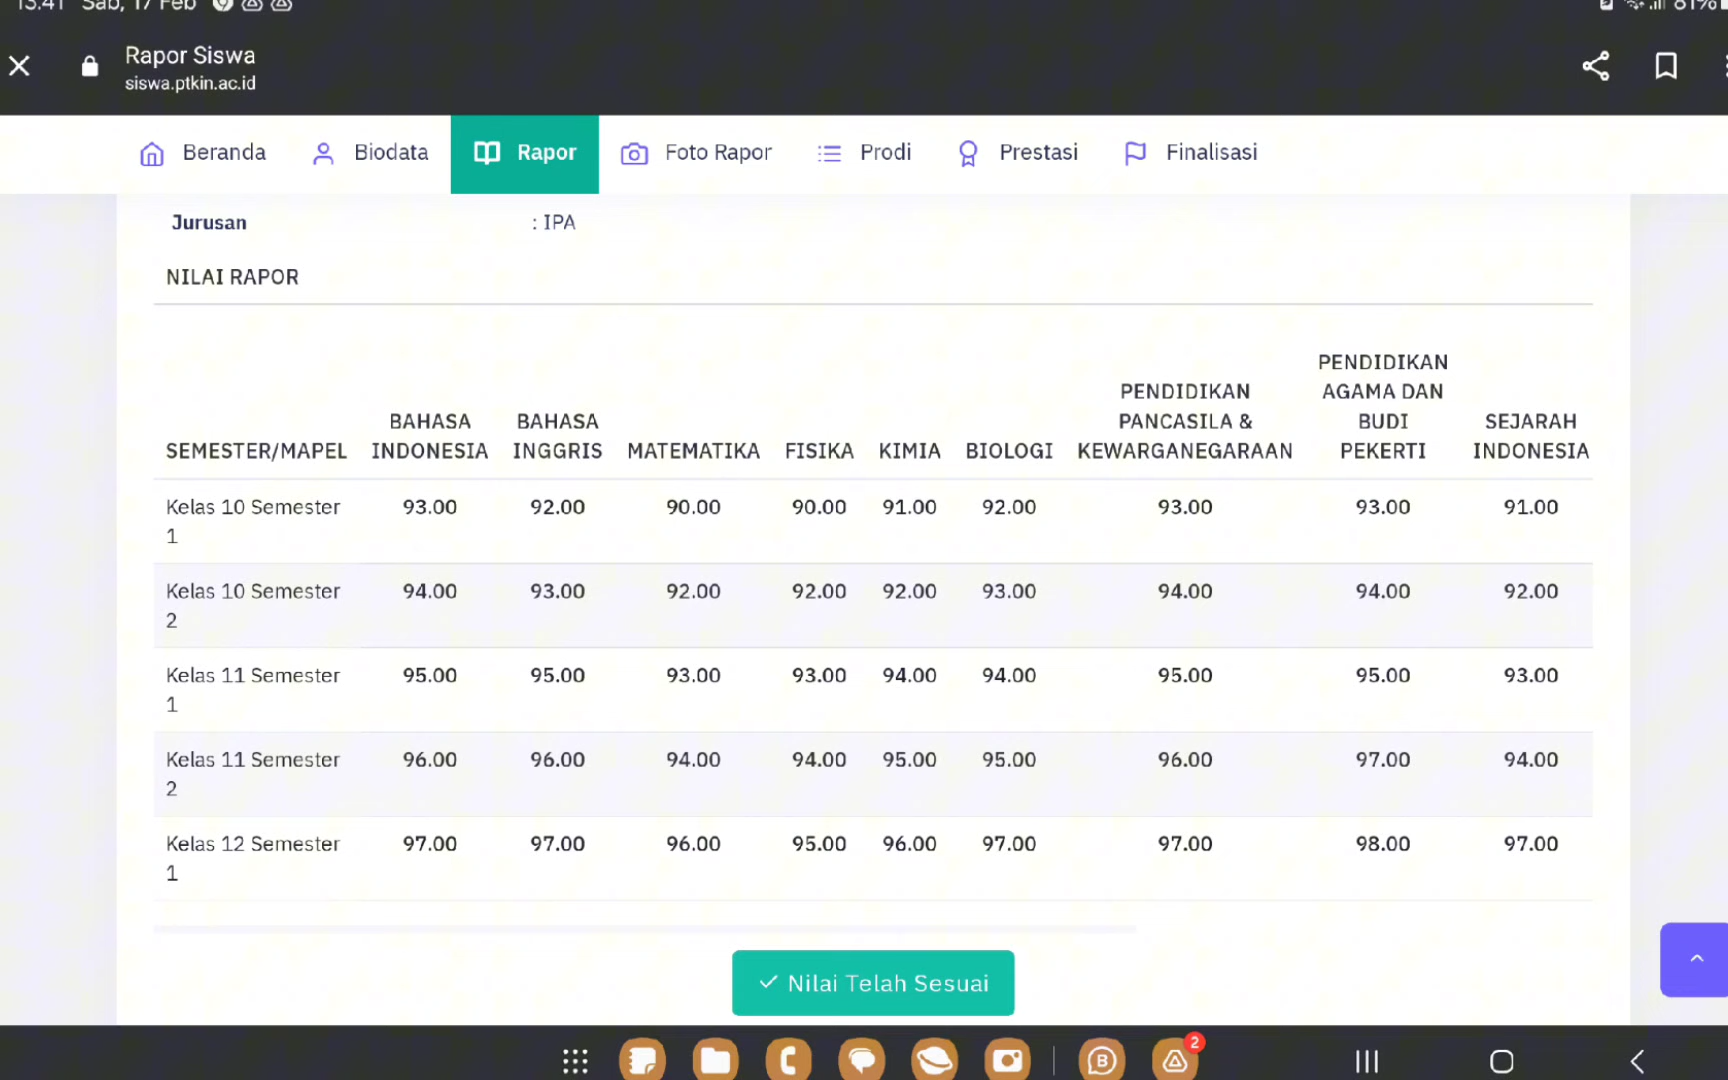 13.41 Sab, 17 Feb
81%
Rapor Siswa
siswa.ptkin.ac.id
Beranda Biodata Rapor Foto Rapor Prodi Prestasi Finalisasi
Jurusan : IPA
NILAI RAPOR
SEMESTER/MAPEL BAHASA INDONESIA BAHASA INGGRIS MATEMATIKA FISIKA KIMIA BIOLOGI PENDIDIKAN PANCASILA & KEWARGANEGARAAN PENDIDIKAN AGAMA DAN BUDI PEKERTI SEJARAH INDONESIA
Kelas 10 Semester 1 93.00 92.00 90.00 90.00 91.00 92.00 93.00 93.00 91.00
Kelas 10 Semester 2 94.00 93.00 92.00 92.00 92.00 93.00 94.00 94.00 92.00
Kelas 11 Semester 1 95.00 95.00 93.00 93.00 94.00 94.00 95.00 95.00 93.00
Kelas 11 Semester 2 96.00 96.00 94.00 94.00 95.00 95.00 96.00 97.00 94.00
Kelas 12 Semester 1 97.00 97.00 96.00 95.00 96.00 97.00 97.00 98.00 97.00
Nilai Telah Sesuai
B
2